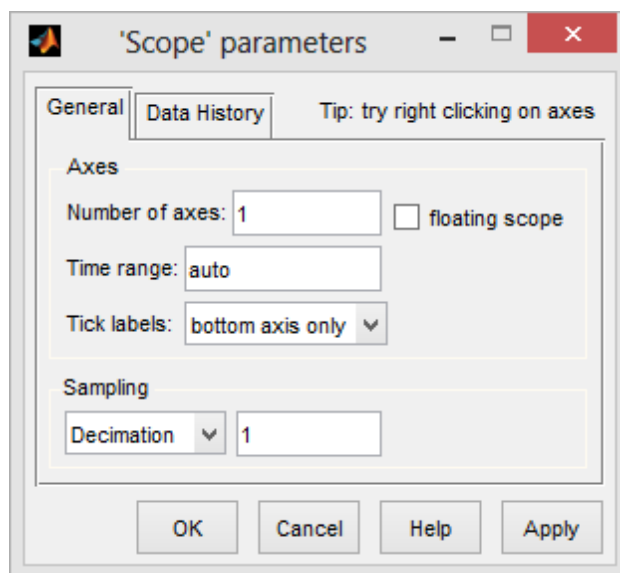 'Scope' parameters
General Data History Tip: try right clicking on axes
Axes
Number of axes: 1 floating scope
Time range: auto
Tick labels: bottom axis only
Sampling
Decimation 1
OK Cancel Help Apply